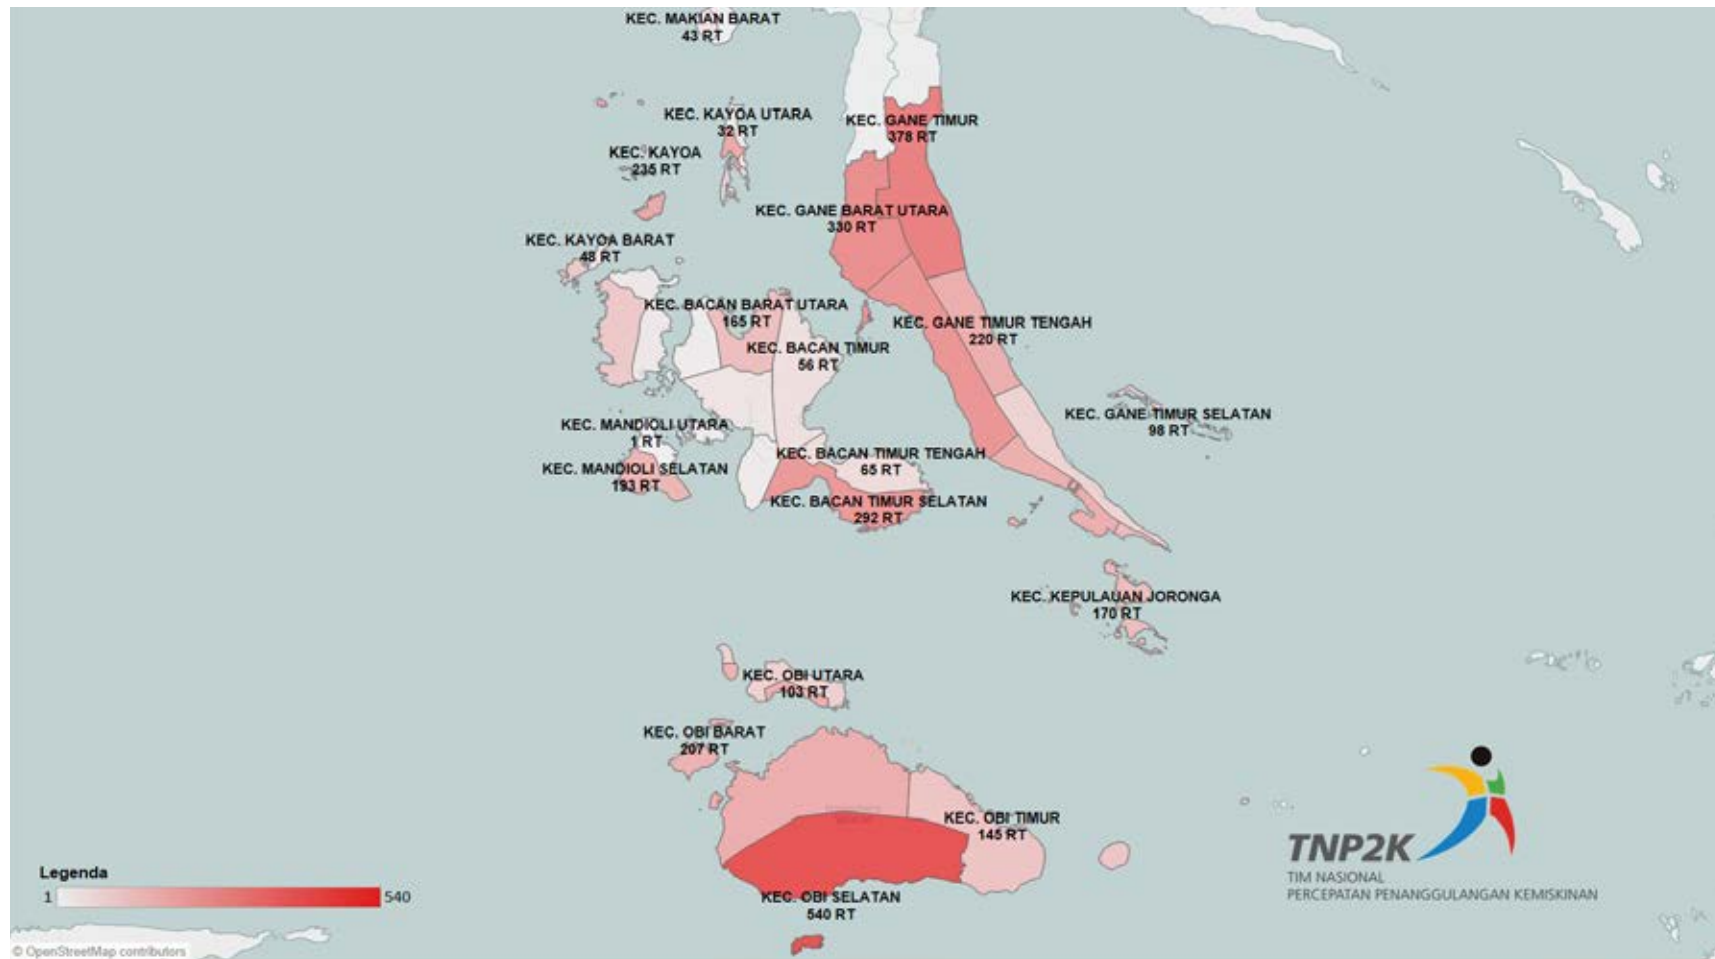 KEC. MAKIAN BARAT
43 RT
KEC. KAYOA UTARA
32 RT
KEC. GANE TIMUR
378 RT
KEC. KAYOA
235 RT
KEC. GANE BARAT UTARA
330 RT
KEC. KAYOA BARAT
48 RT
KEC. BACAN BARAT UTARA
165 RT
KEC. GANE TIMUR TENGAH
220 RT
KEC. BACAN TIMUR
56 RT
KEC. GANE TIMUR SELATAN
98 RT
KEC. MANDIOLI UTARA
1 RT
KEC. BACAN TIMUR TENGAH
65 RT
KEC. MANDIOLI SELATAN
193 RT
KEC. BACAN TIMUR SELATAN
292 RT
KEC. KEPULAUAN JORONGA
170 RT
KEC. OBI UTARA
103 RT
KEC. OBI BARAT
207 RT
KEC. OBI TIMUR
145 RT
KEC. OBI SELATAN
540 RT
Legenda
1 540
TNP2K
TIM NASIONAL
PERCEPATAN PENANGGULANGAN KEMISKINAN
© OpenStreetMap contributors